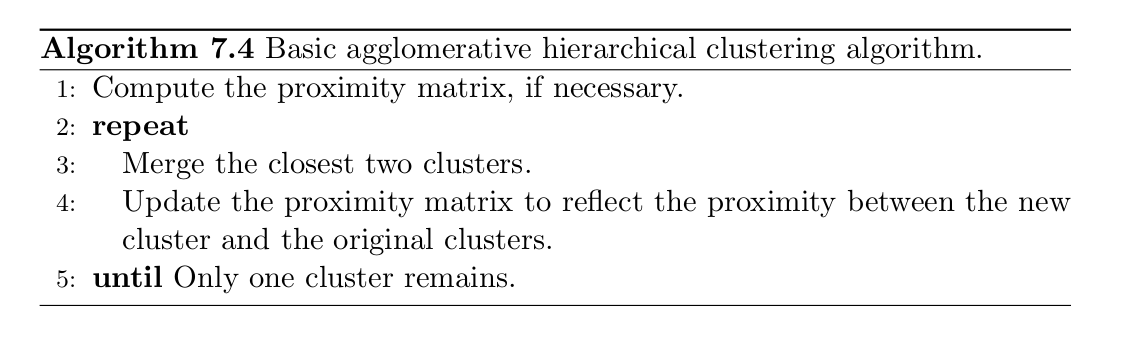 Algorithm 7.4 Basic agglomerative hierarchical clustering algorithm.
1: Compute the proximity matrix, if necessary.
2: repeat
3: Merge the closest two clusters.
4: Update the proximity matrix to reflect the proximity between the new
cluster and the original clusters.
5: until Only one cluster remains.